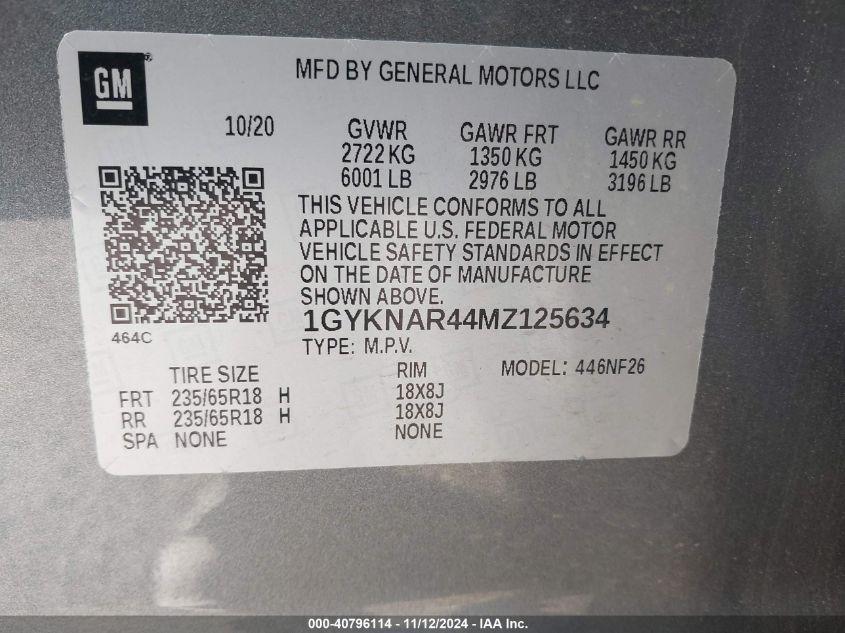 GM
MFD BY GENERAL MOTORS LLC
10/20 GVWR GAWR FRT GAWR RR
2722 KG 1350 KG 1450 KG
6001 LB 2976 LB 3196 LB
THIS VEHICLE CONFORMS TO ALL
APPLICABLE U.S. FEDERAL MOTOR
VEHICLE SAFETY STANDARDS IN EFFECT
ON THE DATE OF MANUFACTURE
SHOWN ABOVE.
1GYKNAR44MZ125634
464C
TYPE: M.P.V.
TIRE SIZE RIM MODEL: 446NF26
FRT 235/65R18 H 18X8J
RR 235/65R18 H 18X8J
SPA NONE NONE
000-40796114 - 11/12/2024 - IAA Inc.